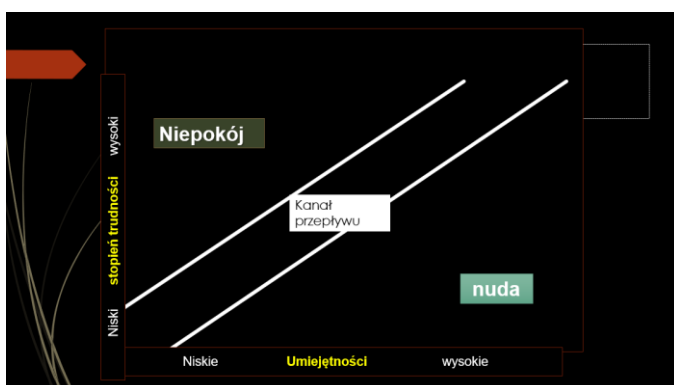 Niepokój
wysoki
stopień trudności
Niski
Kanał
przepływu
nuda
Niskie
Umiejętności
wysokie